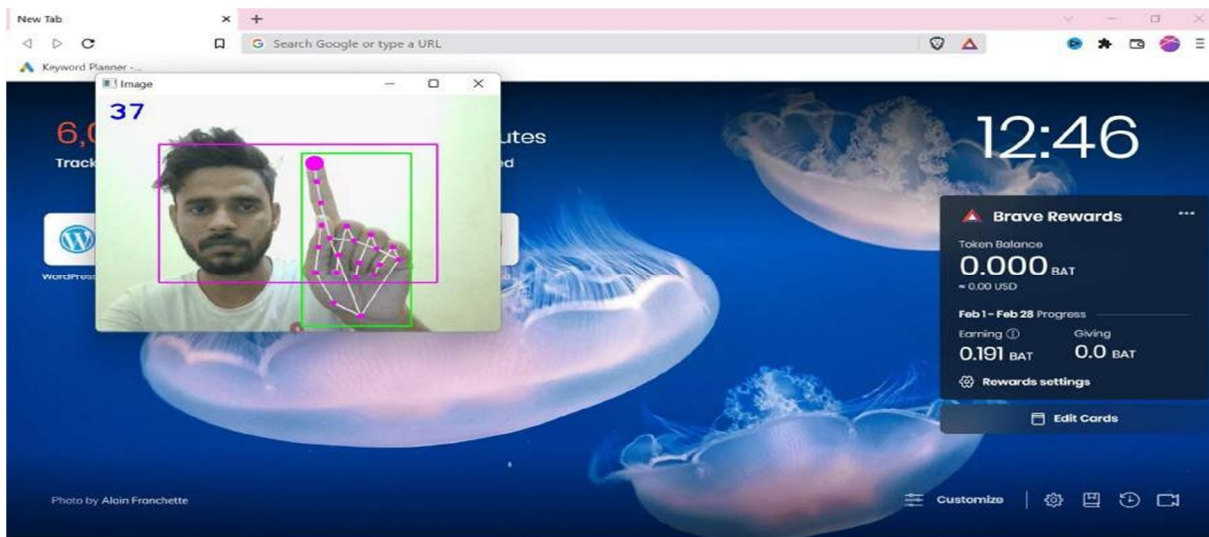 New Tab
Search Google or type a URL
Keyword Planner -...
Image
37
6,0
utes
Track
ed
12:46
Brave Rewards
Token Balance
0.000 BAT
≈ 0.00 USD
Feb 1 - Feb 28 Progress
Earning Giving
0.191 BAT 0.0 BAT
Rewards settings
Edit Cards
WordPress
Photo by Aloin Franchette
Customize